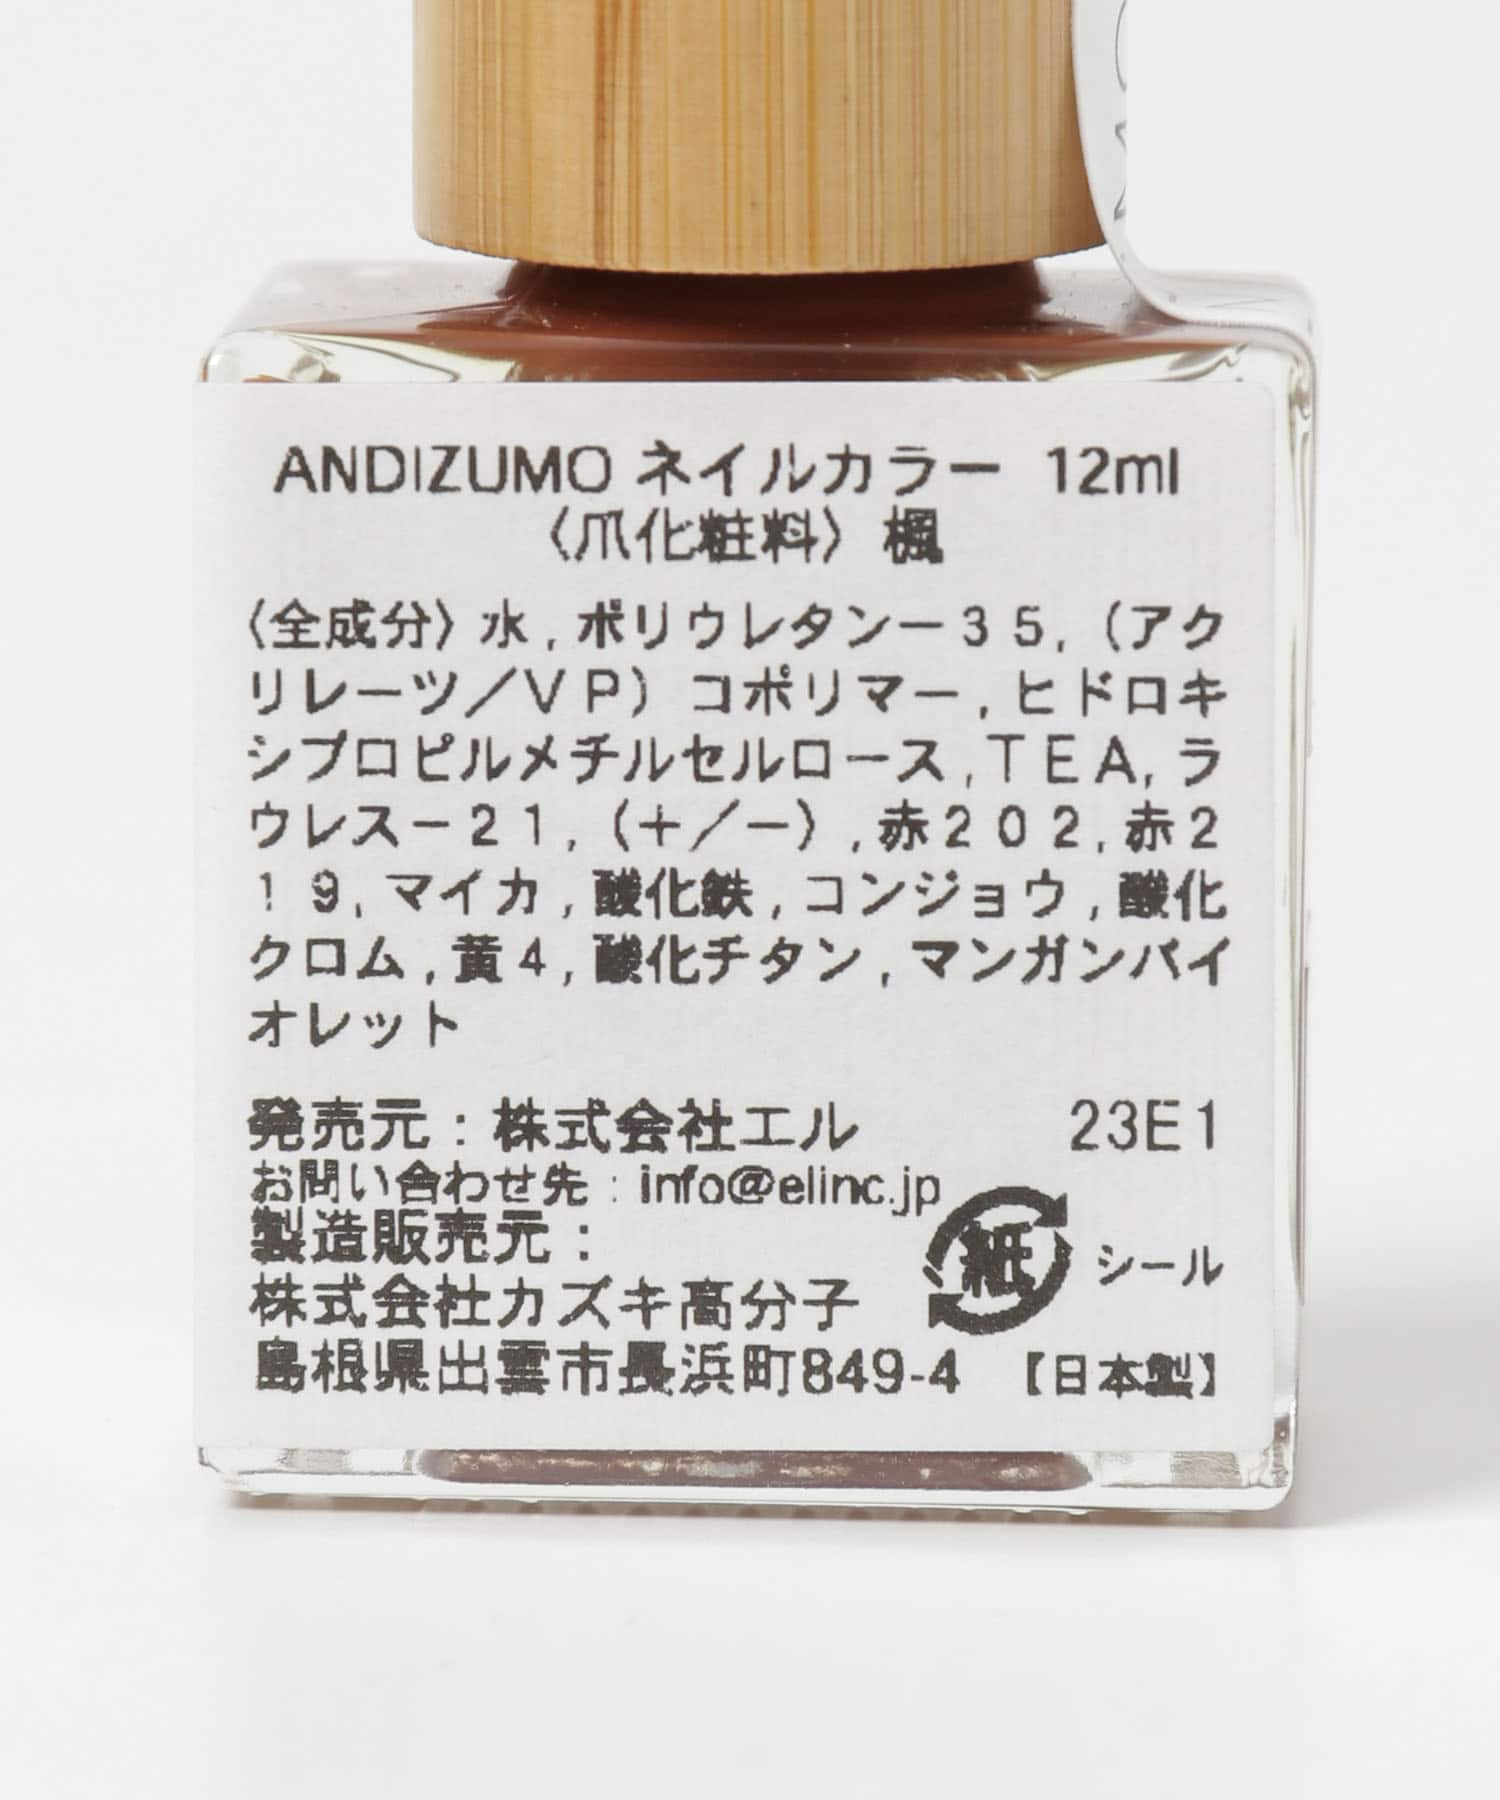 ANDIZUMO ネイルカラー 12ml
〈爪化粧料〉 楓
〈全成分〉水,ポリウレタン－３５,（アク
リレーツ／ＶＰ）コポリマー,ヒドロキ
シプロピルメチルセルロース,ＴＥＡ,ラ
ウレス－２１,（＋／－）,赤２０２,赤２
１９,マイカ,酸化鉄,コンジョウ,酸化
クロム,黄４,酸化チタン,マンガンバイ
オレット
発売元：株式会社エル 23E1
お問い合わせ先：info@elinc.jp
製造販売元：
紙 シール
株式会社カズキ高分子
島根県出雲市長浜町849-4 【日本製】